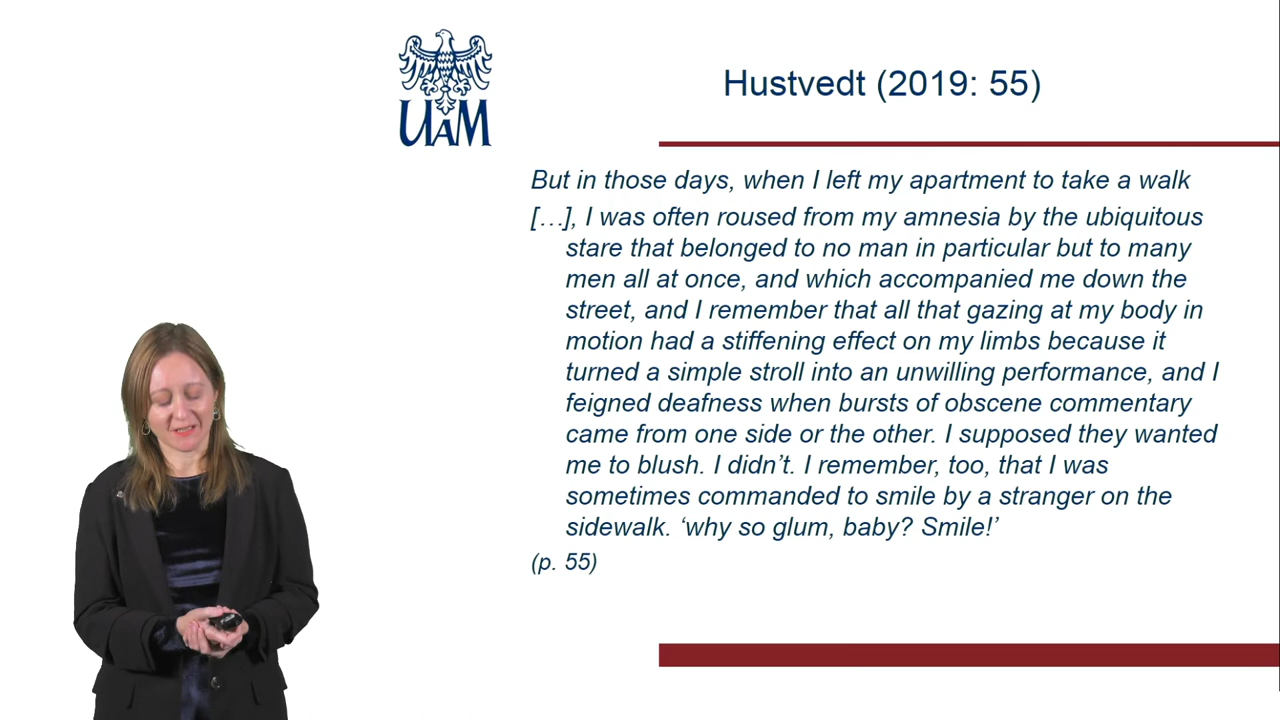 UAM
Hustvedt (2019: 55)
But in those days, when I left my apartment to take a walk
[…], I was often roused from my amnesia by the ubiquitous
stare that belonged to no man in particular but to many
men all at once, and which accompanied me down the
street, and I remember that all that gazing at my body in
motion had a stiffening effect on my limbs because it
turned a simple stroll into an unwilling performance, and I
feigned deafness when bursts of obscene commentary
came from one side or the other. I supposed they wanted
me to blush. I didn’t. I remember, too, that I was
sometimes commanded to smile by a stranger on the
sidewalk. ‘why so glum, baby? Smile!’
(p. 55)